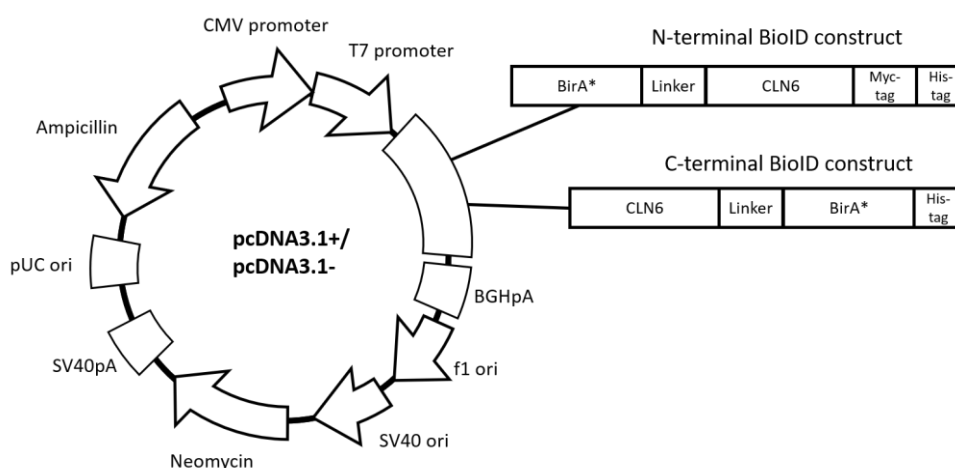 CMV promoter
T7 promoter
Ampicillin
pUC ori
SV40pA
Neomycin
SV40 ori
f1 ori
BGHpA
pcDNA3.1+/
pcDNA3.1-
N-terminal BioID construct
BirA*
Linker
CLN6
Myc-
tag
His-
tag
C-terminal BioID construct
CLN6
Linker
BirA*
His-
tag